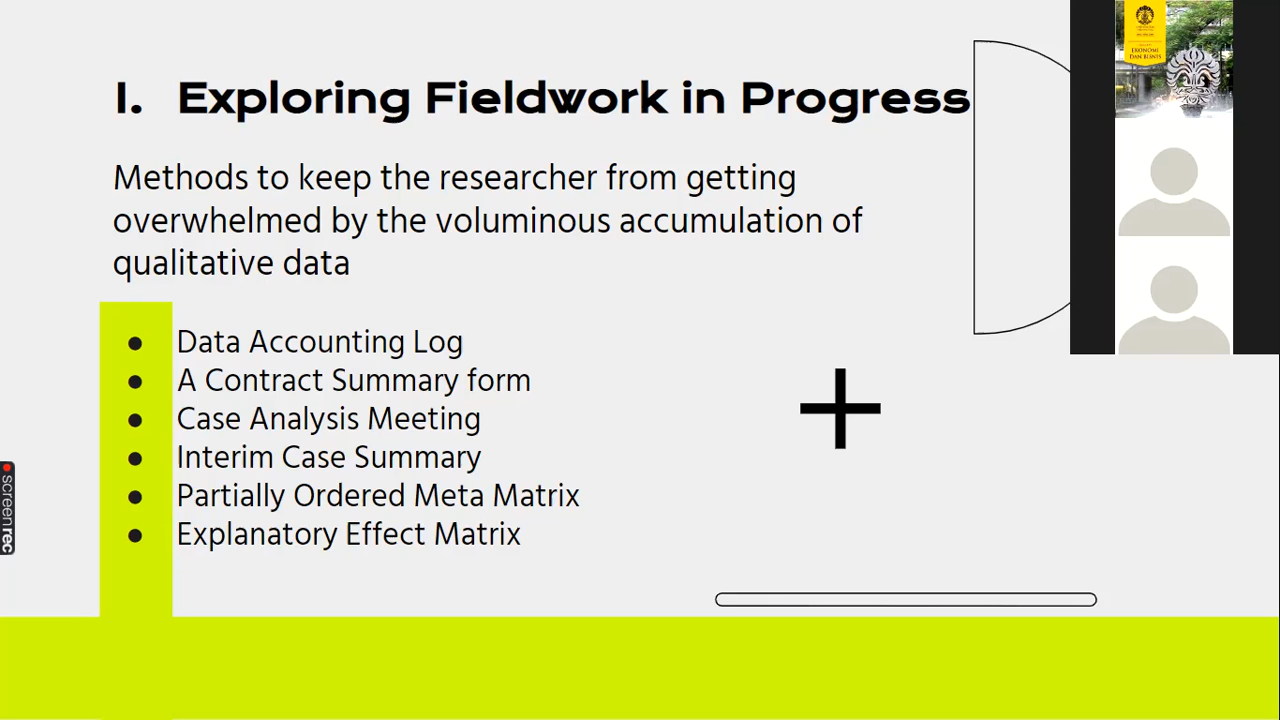 I. Exploring Fieldwork in Progress
Methods to keep the researcher from getting
overwhelmed by the voluminous accumulation of
qualitative data
● Data Accounting Log
● A Contract Summary form
● Case Analysis Meeting
● Interim Case Summary
● Partially Ordered Meta Matrix
● Explanatory Effect Matrix
EKONOMI
DAN BISNIS
screenrec